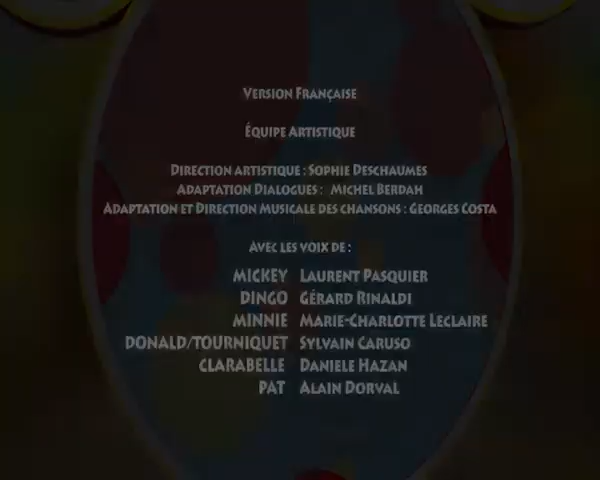 Version Française
Équipe Artistique
Direction artistique : Sophie Deschaumes
Adaptation Dialogues : Michel Berdah
Adaptation et Direction Musicale des chansons : Georges Costa
Avec les voix de :
MICKEY Laurent Pasquier
DINGO Gérard Rinaldi
MINNIE Marie-Charlotte Leclaire
DONALD/TOURNIQUET Sylvain Caruso
CLARABELLE Daniele Hazan
PAT Alain Dorval